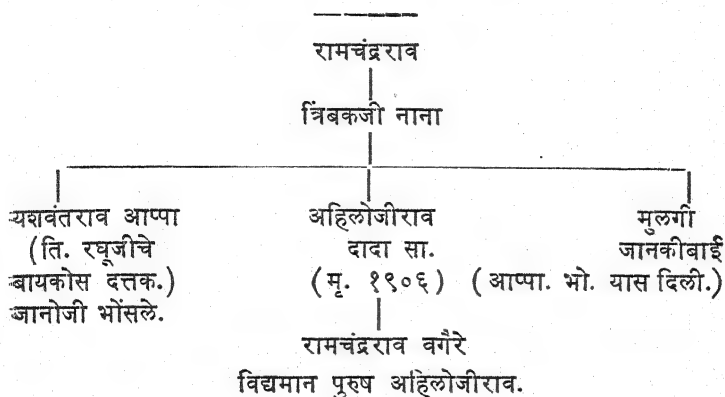 रामचंद्रराव
त्रिंबकजी नाना
यशवंतराव आप्पा
(ति. रघूजीचे
बायकोस दत्तक.)
जानोजी भोंसले.
अहिलोजीराव
दादा सा.
(मृ. १९०६)
मुलगी
जानकीबाई
(आप्पा. भो. यास दिली.)
रामचंद्रराव वगैरे
विद्यमान पुरुष अहिलोजीराव.